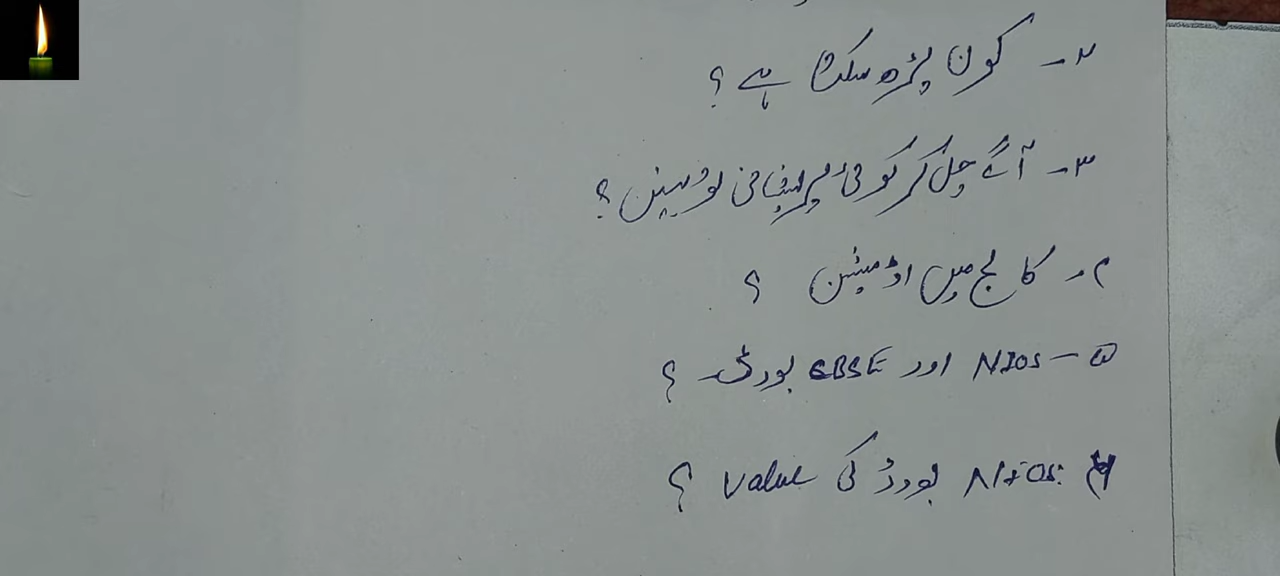 ۲۔ کون پڑھ سکتا ہے؟
۳۔ آگے چل کر کوئی پریشانی تو نہیں؟
۴۔ کالج میں اڈمیشن ؟
۵۔ NIOS اور CBSE بورڈ ؟
۶ NIOS بورڈ کی value ؟